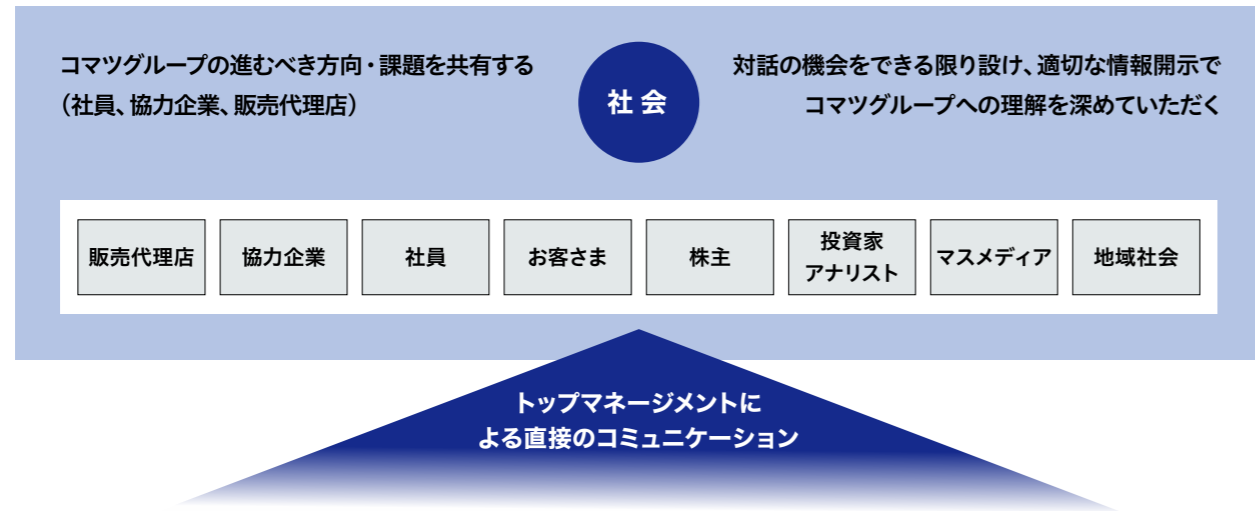 コマツグループの進むべき方向・課題を共有する
（社員、協力企業、販売代理店）
社会
対話の機会をできる限り設け、適切な情報開示で
コマツグループへの理解を深めていただく
販売代理店
協力企業
社員
お客さま
株主
投資家
アナリスト
マスメディア
地域社会
トップマネージメントに
よる直接のコミュニケーション